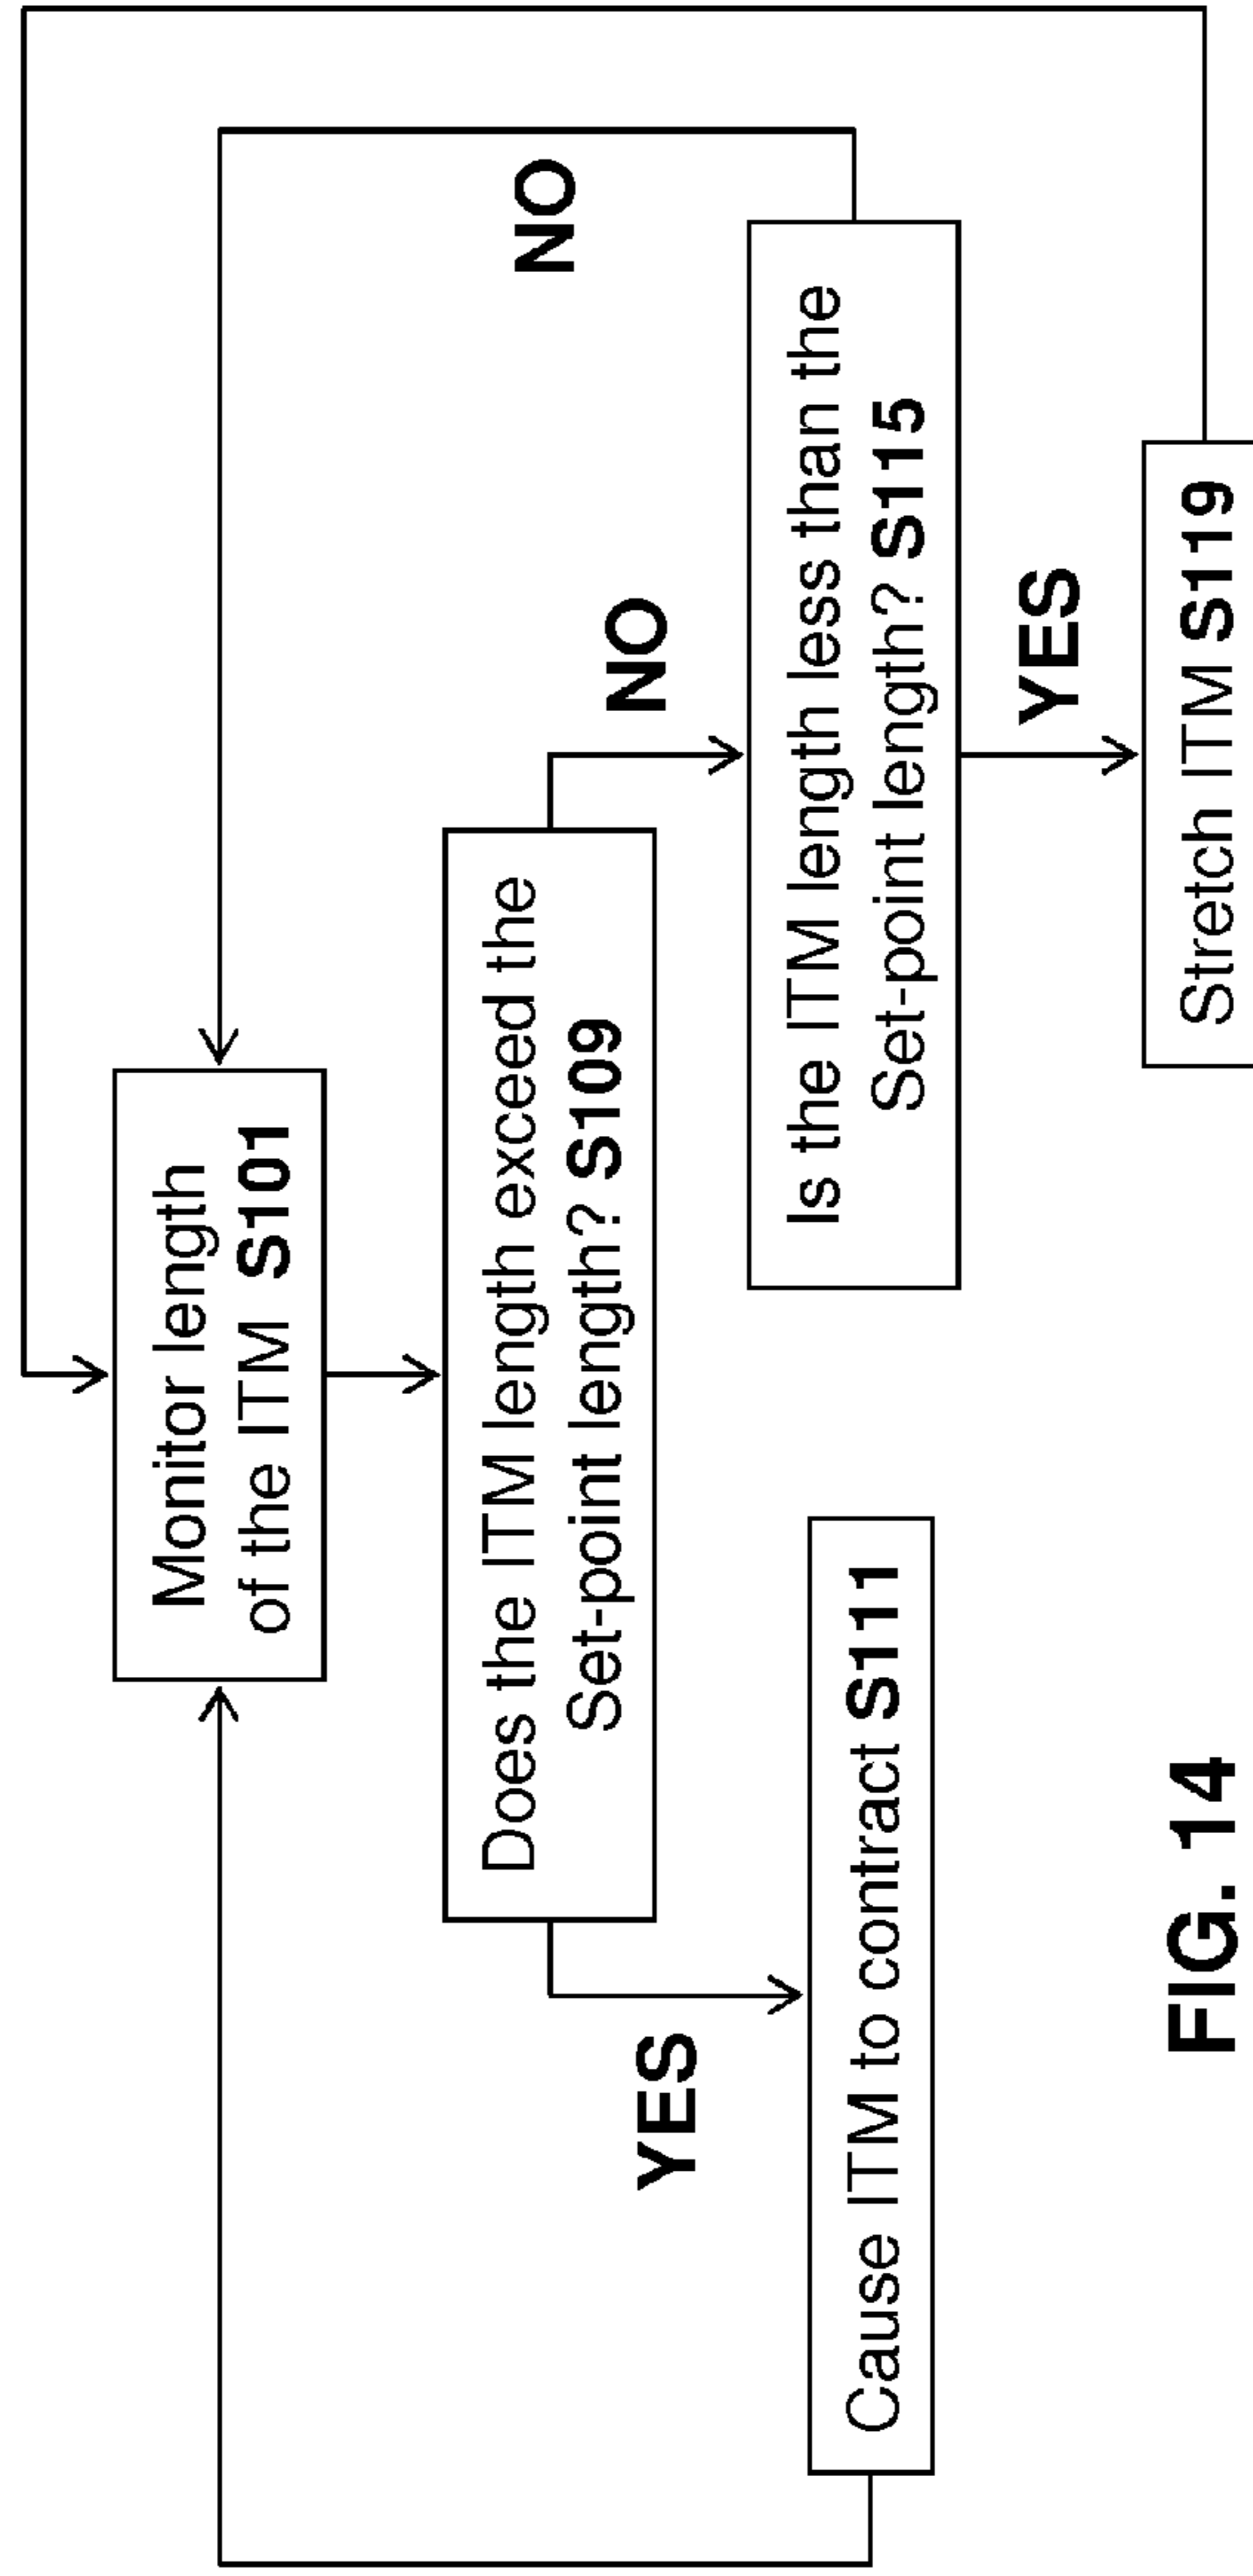 Monitor length
of the ITM S101
Does the ITM length exceed the
Set-point length? S109
YES
NO
NO
Cause ITM to contract S111
Is the ITM length less than the
Set-point length? S115
YES
Stretch ITM S119
FIG. 14